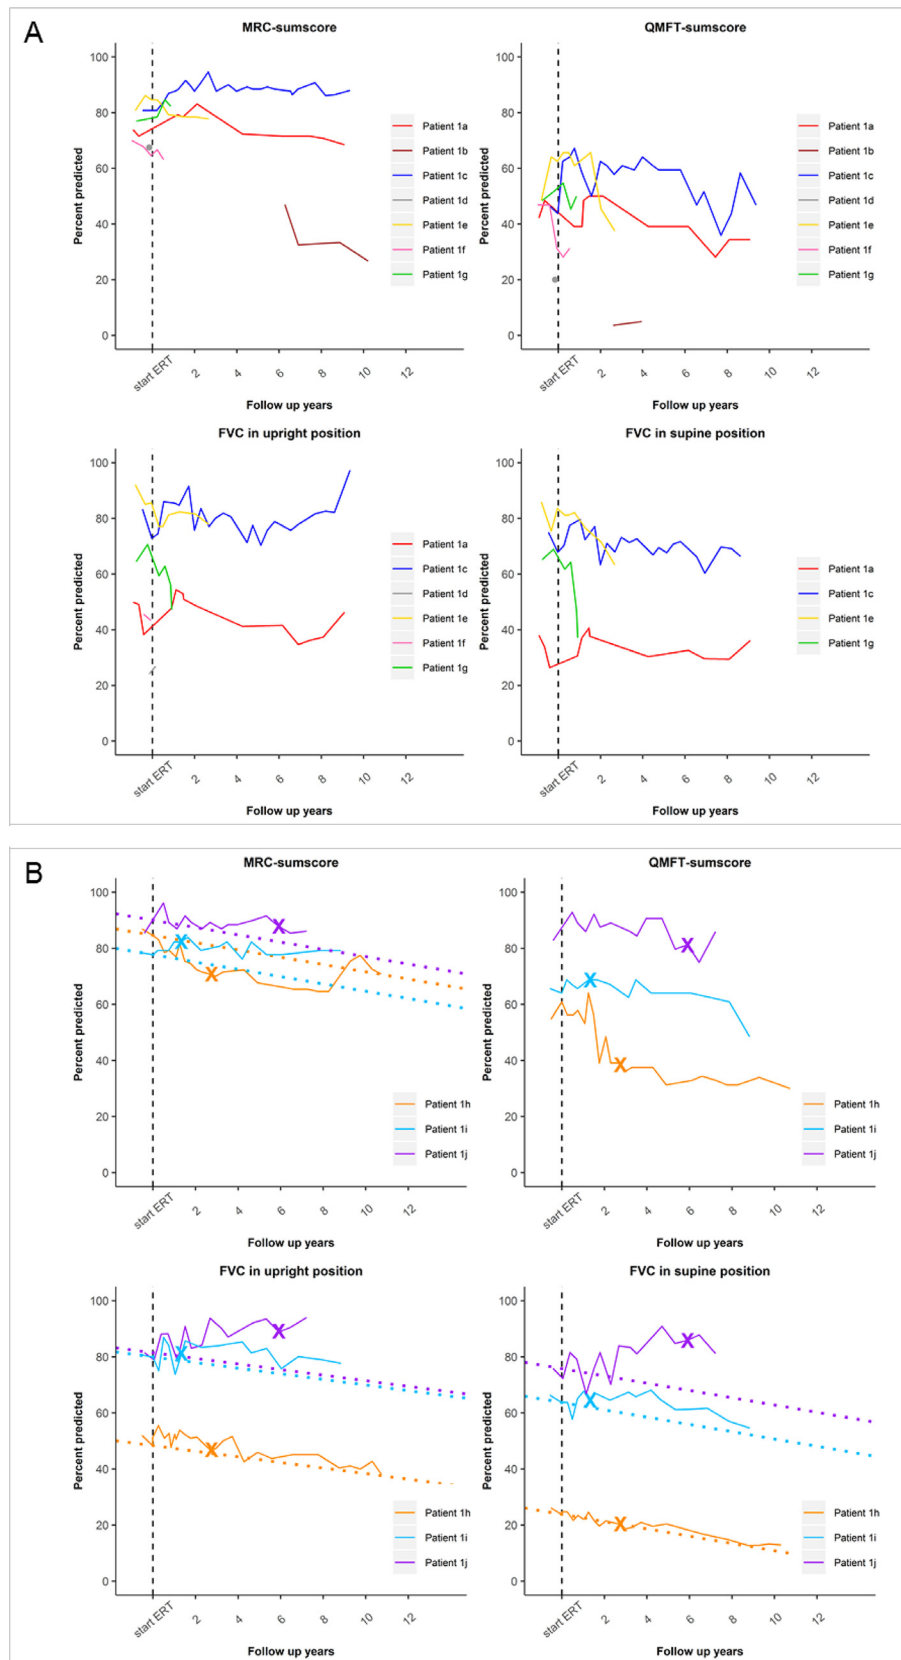 A
MRC-sumscore
100
80
60
40
20
0
Percent predicted
start ERT
2
4
6
8
10
12
Follow up years
Patient 1a
Patient 1b
Patient 1c
Patient 1d
Patient 1e
Patient 1f
Patient 1g
QMFT-sumscore
100
80
60
40
20
0
Percent predicted
start ERT
2
4
6
8
10
12
Follow up years
Patient 1a
Patient 1b
Patient 1c
Patient 1d
Patient 1e
Patient 1f
Patient 1g
FVC in upright position
100
80
60
40
20
0
Percent predicted
start ERT
2
4
6
8
10
12
Follow up years
Patient 1a
Patient 1c
Patient 1d
Patient 1e
Patient 1f
Patient 1g
FVC in supine position
100
80
60
40
20
0
Percent predicted
start ERT
2
4
6
8
10
12
Follow up years
Patient 1a
Patient 1c
Patient 1e
Patient 1g
B
MRC-sumscore
100
80
60
40
20
0
Percent predicted
start ERT
2
4
6
8
10
12
Follow up years
X
X
X
Patient 1h
Patient 1i
Patient 1j
QMFT-sumscore
100
80
60
40
20
0
Percent predicted
start ERT
2
4
6
8
10
12
Follow up years
X
X
X
Patient 1h
Patient 1i
Patient 1j
FVC in upright position
100
80
60
40
20
0
Percent predicted
start ERT
2
4
6
8
10
12
Follow up years
X
X
X
Patient 1h
Patient 1i
Patient 1j
FVC in supine position
100
80
60
40
20
0
Percent predicted
start ERT
2
4
6
8
10
12
Follow up years
X
X
X
Patient 1h
Patient 1i
Patient 1j